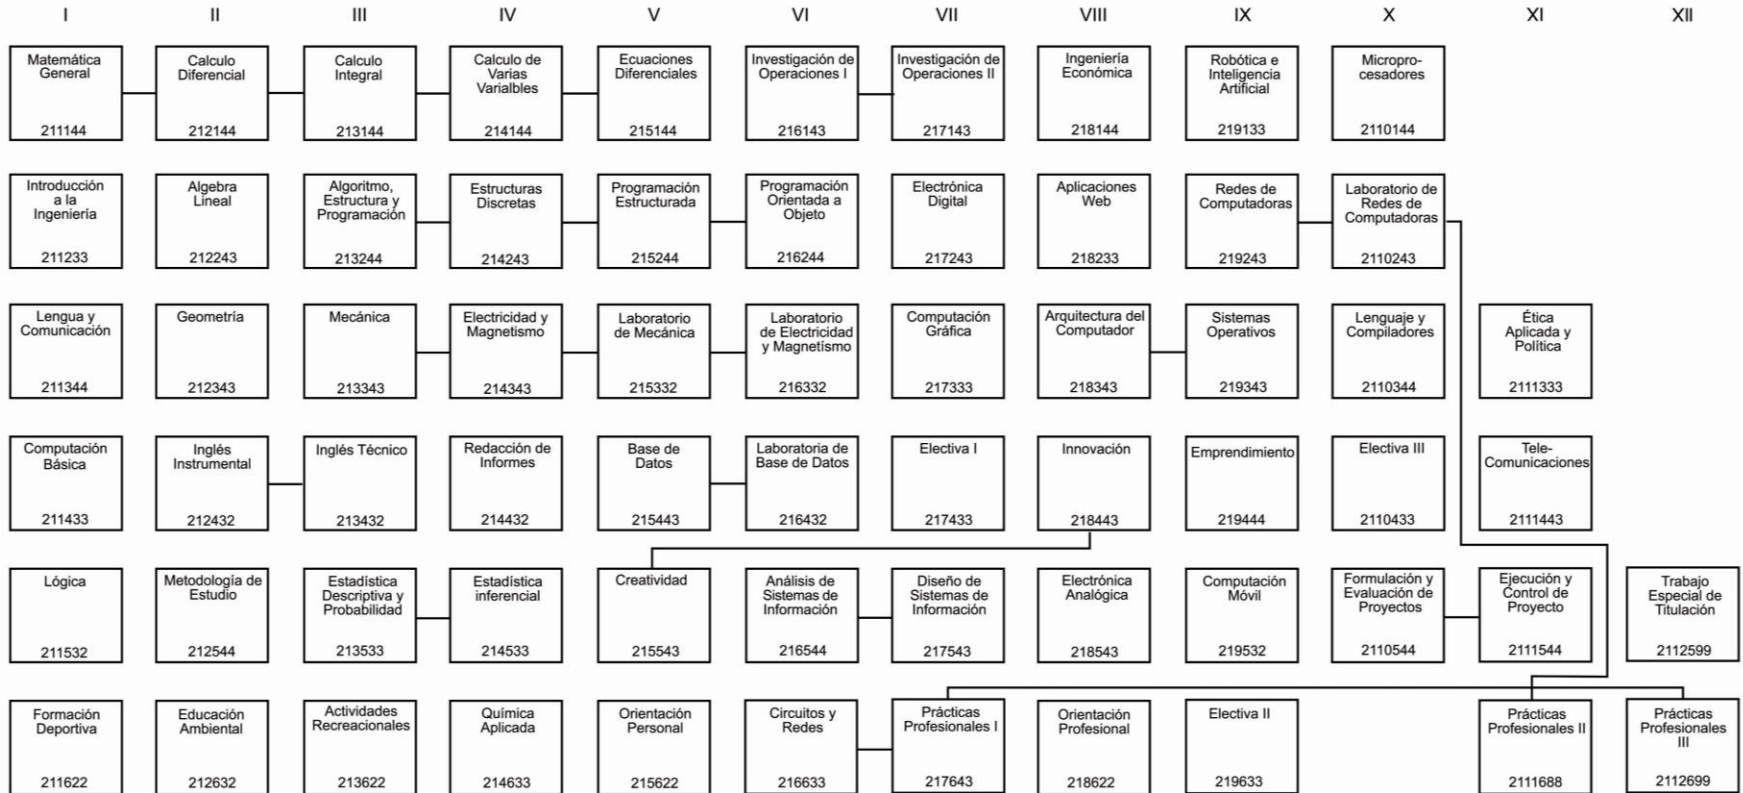 I II III IV V VI VII VIII IX X XI XII
Matemática
General
211144
Calculo
Diferencial
212144
Calculo
Integral
213144
Calculo de
Varias
Varialbles
214144
Ecuaciones
Diferenciales
215144
Investigación de
Operaciones I
216143
Investigación de
Operaciones II
217143
Ingeniería
Económica
218144
Robótica e
Inteligencia
Artificial
219133
Micropro-
cesadores
2110144
Introducción
a la
Ingeniería
211233
Algebra
Lineal
212243
Algoritmo,
Estructura y
Programación
213244
Estructuras
Discretas
214243
Programación
Estructurada
215244
Programación
Orientada a
Objeto
216244
Electrónica
Digital
217243
Aplicaciones
Web
218233
Redes de
Computadoras
219243
Laboratorio de
Redes de
Computadoras
2110243
Lengua y
Comunicación
211344
Geometría
212343
Mecánica
213343
Electricidad y
Magnetismo
214343
Laboratorio
de Mecánica
215332
Laboratorio
de Electricidad
y Magnetísmo
216332
Computación
Gráfica
217333
Arquitectura del
Computador
218343
Sistemas
Operativos
219343
Lenguaje y
Compiladores
2110344
Ética
Aplicada y
Política
2111333
Computación
Básica
211433
Inglés
Instrumental
212432
Inglés Técnico
213432
Redacción de
Informes
214432
Base de
Datos
215443
Laboratoria de
Base de Datos
216432
Electiva I
217433
Innovación
218443
Emprendimiento
219444
Electiva III
2110433
Tele-
Comunicaciones
2111443
Lógica
211532
Metodología de
Estudio
212544
Estadística
Descriptiva y
Probabilidad
213533
Estadística
inferencial
214533
Creatividad
215543
Análisis de
Sistemas de
Información
216544
Diseño de
Sistemas de
Información
217543
Electrónica
Analógica
218543
Computación
Móvil
219532
Formulación y
Evaluación de
Proyectos
2110544
Ejecución y
Control de
Proyecto
2111544
Trabajo
Especial de
Titulación
2112599
Formación
Deportiva
211622
Educación
Ambiental
212632
Actividades
Recreacionales
213622
Química
Aplicada
214633
Orientación
Personal
215622
Circuitos y
Redes
216633
Prácticas
Profesionales I
217643
Orientación
Profesional
218622
Electiva II
219633
Prácticas
Profesionales II
2111688
Prácticas
Profesionales
III
2112699